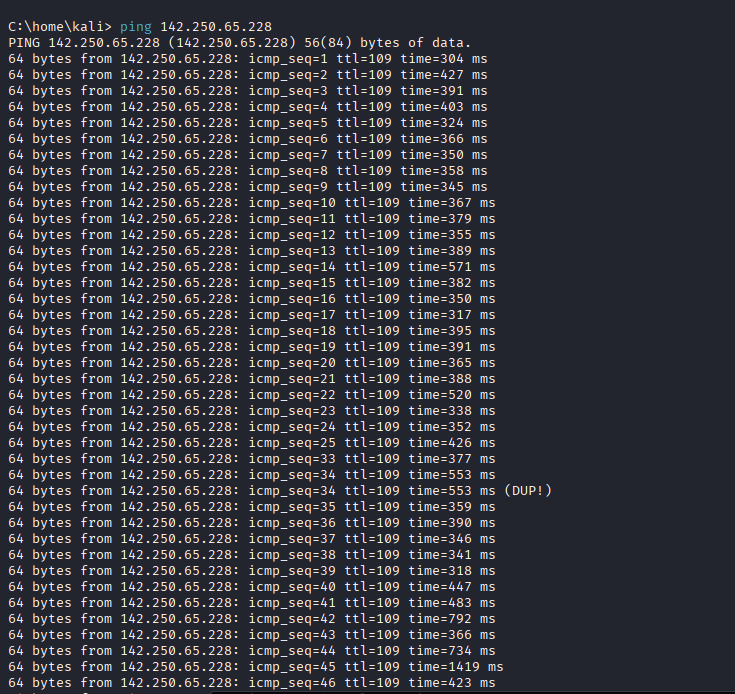 C:\home\kali> ping 142.250.65.228
PING 142.250.65.228 (142.250.65.228) 56(84) bytes of data.
64 bytes from 142.250.65.228: icmp_seq=1 ttl=109 time=304 ms
64 bytes from 142.250.65.228: icmp_seq=2 ttl=109 time=427 ms
64 bytes from 142.250.65.228: icmp_seq=3 ttl=109 time=391 ms
64 bytes from 142.250.65.228: icmp_seq=4 ttl=109 time=403 ms
64 bytes from 142.250.65.228: icmp_seq=5 ttl=109 time=324 ms
64 bytes from 142.250.65.228: icmp_seq=6 ttl=109 time=366 ms
64 bytes from 142.250.65.228: icmp_seq=7 ttl=109 time=350 ms
64 bytes from 142.250.65.228: icmp_seq=8 ttl=109 time=358 ms
64 bytes from 142.250.65.228: icmp_seq=9 ttl=109 time=345 ms
64 bytes from 142.250.65.228: icmp_seq=10 ttl=109 time=367 ms
64 bytes from 142.250.65.228: icmp_seq=11 ttl=109 time=379 ms
64 bytes from 142.250.65.228: icmp_seq=12 ttl=109 time=355 ms
64 bytes from 142.250.65.228: icmp_seq=13 ttl=109 time=389 ms
64 bytes from 142.250.65.228: icmp_seq=14 ttl=109 time=571 ms
64 bytes from 142.250.65.228: icmp_seq=15 ttl=109 time=382 ms
64 bytes from 142.250.65.228: icmp_seq=16 ttl=109 time=350 ms
64 bytes from 142.250.65.228: icmp_seq=17 ttl=109 time=317 ms
64 bytes from 142.250.65.228: icmp_seq=18 ttl=109 time=395 ms
64 bytes from 142.250.65.228: icmp_seq=19 ttl=109 time=391 ms
64 bytes from 142.250.65.228: icmp_seq=20 ttl=109 time=365 ms
64 bytes from 142.250.65.228: icmp_seq=21 ttl=109 time=388 ms
64 bytes from 142.250.65.228: icmp_seq=22 ttl=109 time=520 ms
64 bytes from 142.250.65.228: icmp_seq=23 ttl=109 time=338 ms
64 bytes from 142.250.65.228: icmp_seq=24 ttl=109 time=352 ms
64 bytes from 142.250.65.228: icmp_seq=25 ttl=109 time=426 ms
64 bytes from 142.250.65.228: icmp_seq=33 ttl=109 time=377 ms
64 bytes from 142.250.65.228: icmp_seq=34 ttl=109 time=553 ms
64 bytes from 142.250.65.228: icmp_seq=34 ttl=109 time=553 ms (DUP!)
64 bytes from 142.250.65.228: icmp_seq=35 ttl=109 time=359 ms
64 bytes from 142.250.65.228: icmp_seq=36 ttl=109 time=390 ms
64 bytes from 142.250.65.228: icmp_seq=37 ttl=109 time=346 ms
64 bytes from 142.250.65.228: icmp_seq=38 ttl=109 time=341 ms
64 bytes from 142.250.65.228: icmp_seq=39 ttl=109 time=318 ms
64 bytes from 142.250.65.228: icmp_seq=40 ttl=109 time=447 ms
64 bytes from 142.250.65.228: icmp_seq=41 ttl=109 time=483 ms
64 bytes from 142.250.65.228: icmp_seq=42 ttl=109 time=792 ms
64 bytes from 142.250.65.228: icmp_seq=43 ttl=109 time=366 ms
64 bytes from 142.250.65.228: icmp_seq=44 ttl=109 time=734 ms
64 bytes from 142.250.65.228: icmp_seq=45 ttl=109 time=1419 ms
64 bytes from 142.250.65.228: icmp_seq=46 ttl=109 time=423 ms